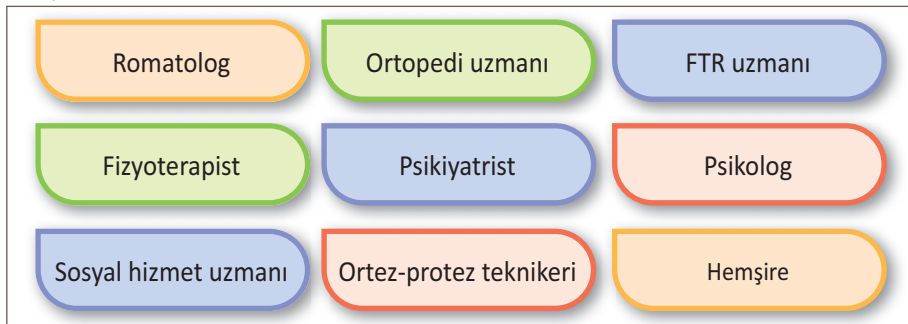 Romatolog
Ortopedi uzmanı
FTR uzmanı
Fizyoterapist
Psikiyatrist
Psikolog
Sosyal hizmet uzmanı
Ortez-protez teknikeri
Hemşire